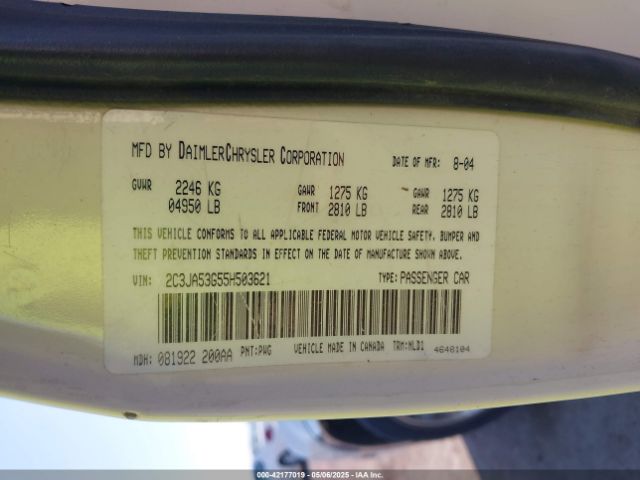 MFD BY DAIMLERCHRYSLER CORPORATION DATE OF MFR: 8-04
GVWR 2246 KG GAWR 1275 KG GAWR 1275 KG
04950 LB FRONT 2810 LB REAR 2810 LB
THIS VEHICLE CONFORMS TO ALL APPLICABLE FEDERAL MOTOR VEHICLE SAFETY, BUMPER AND
THEFT PREVENTION STANDARDS IN EFFECT ON THE DATE OF MANUFACTURE SHOWN ABOVE.
VIN: 2C3JA53G55H503621 TYPE: PASSENGER CAR
MDH: 081922 200AA PNT: PWG VEHICLE MADE IN CANADA TRM: MLD1 4648104
000-42177019 | 05/06/2025 - IAAI.COM